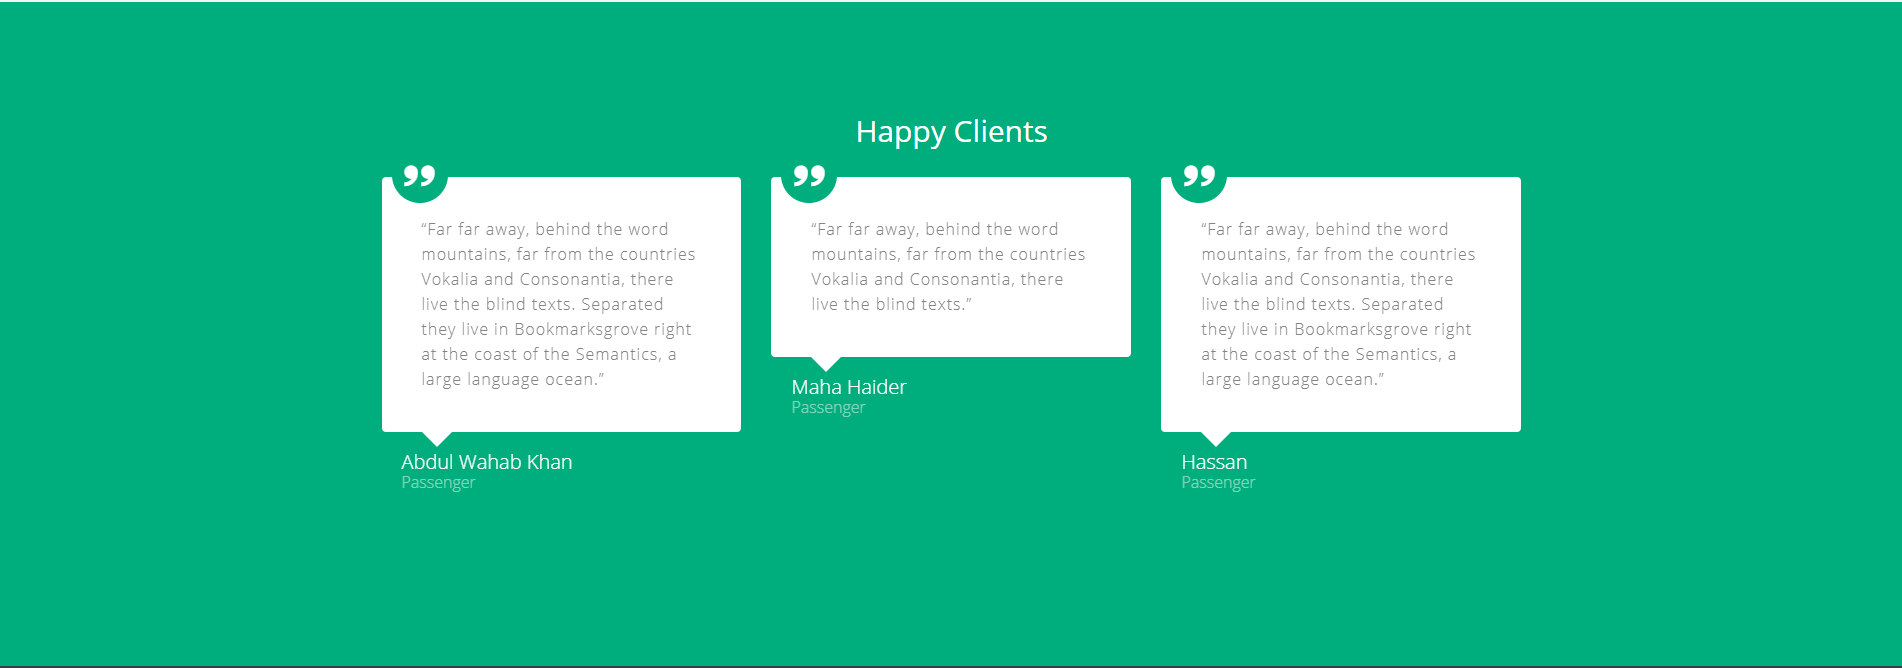 Happy Clients
“Far far away, behind the word
mountains, far from the countries
Vokalia and Consonantia, there
live the blind texts. Separated
they live in Bookmarksgrove right
at the coast of the Semantics, a
large language ocean.”
Abdul Wahab Khan
Passenger
“Far far away, behind the word
mountains, far from the countries
Vokalia and Consonantia, there
live the blind texts.”
Maha Haider
Passenger
“Far far away, behind the word
mountains, far from the countries
Vokalia and Consonantia, there
live the blind texts. Separated
they live in Bookmarksgrove right
at the coast of the Semantics, a
large language ocean.”
Hassan
Passenger